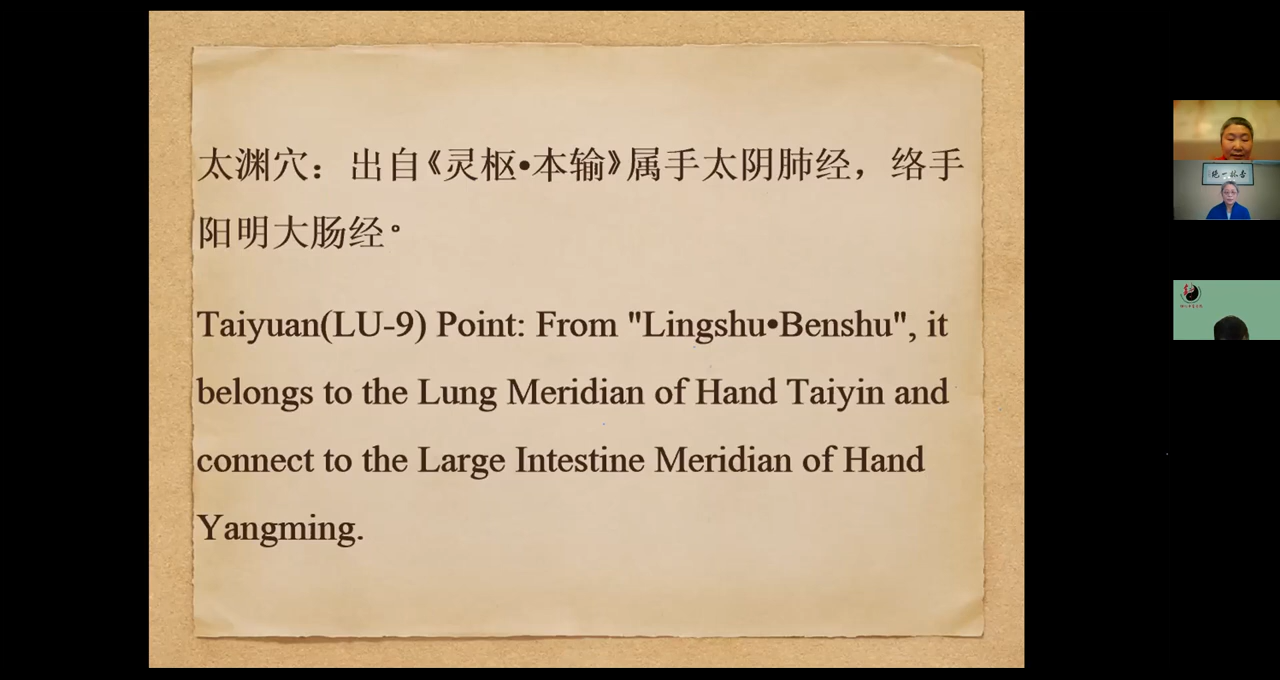 太渊穴：出自《灵枢•本输》属手太阴肺经，络手
阳明大肠经。
Taiyuan(LU-9) Point: From "Lingshu•Benshu", it
belongs to the Lung Meridian of Hand Taiyin and
connect to the Large Intestine Meridian of Hand
Yangming.